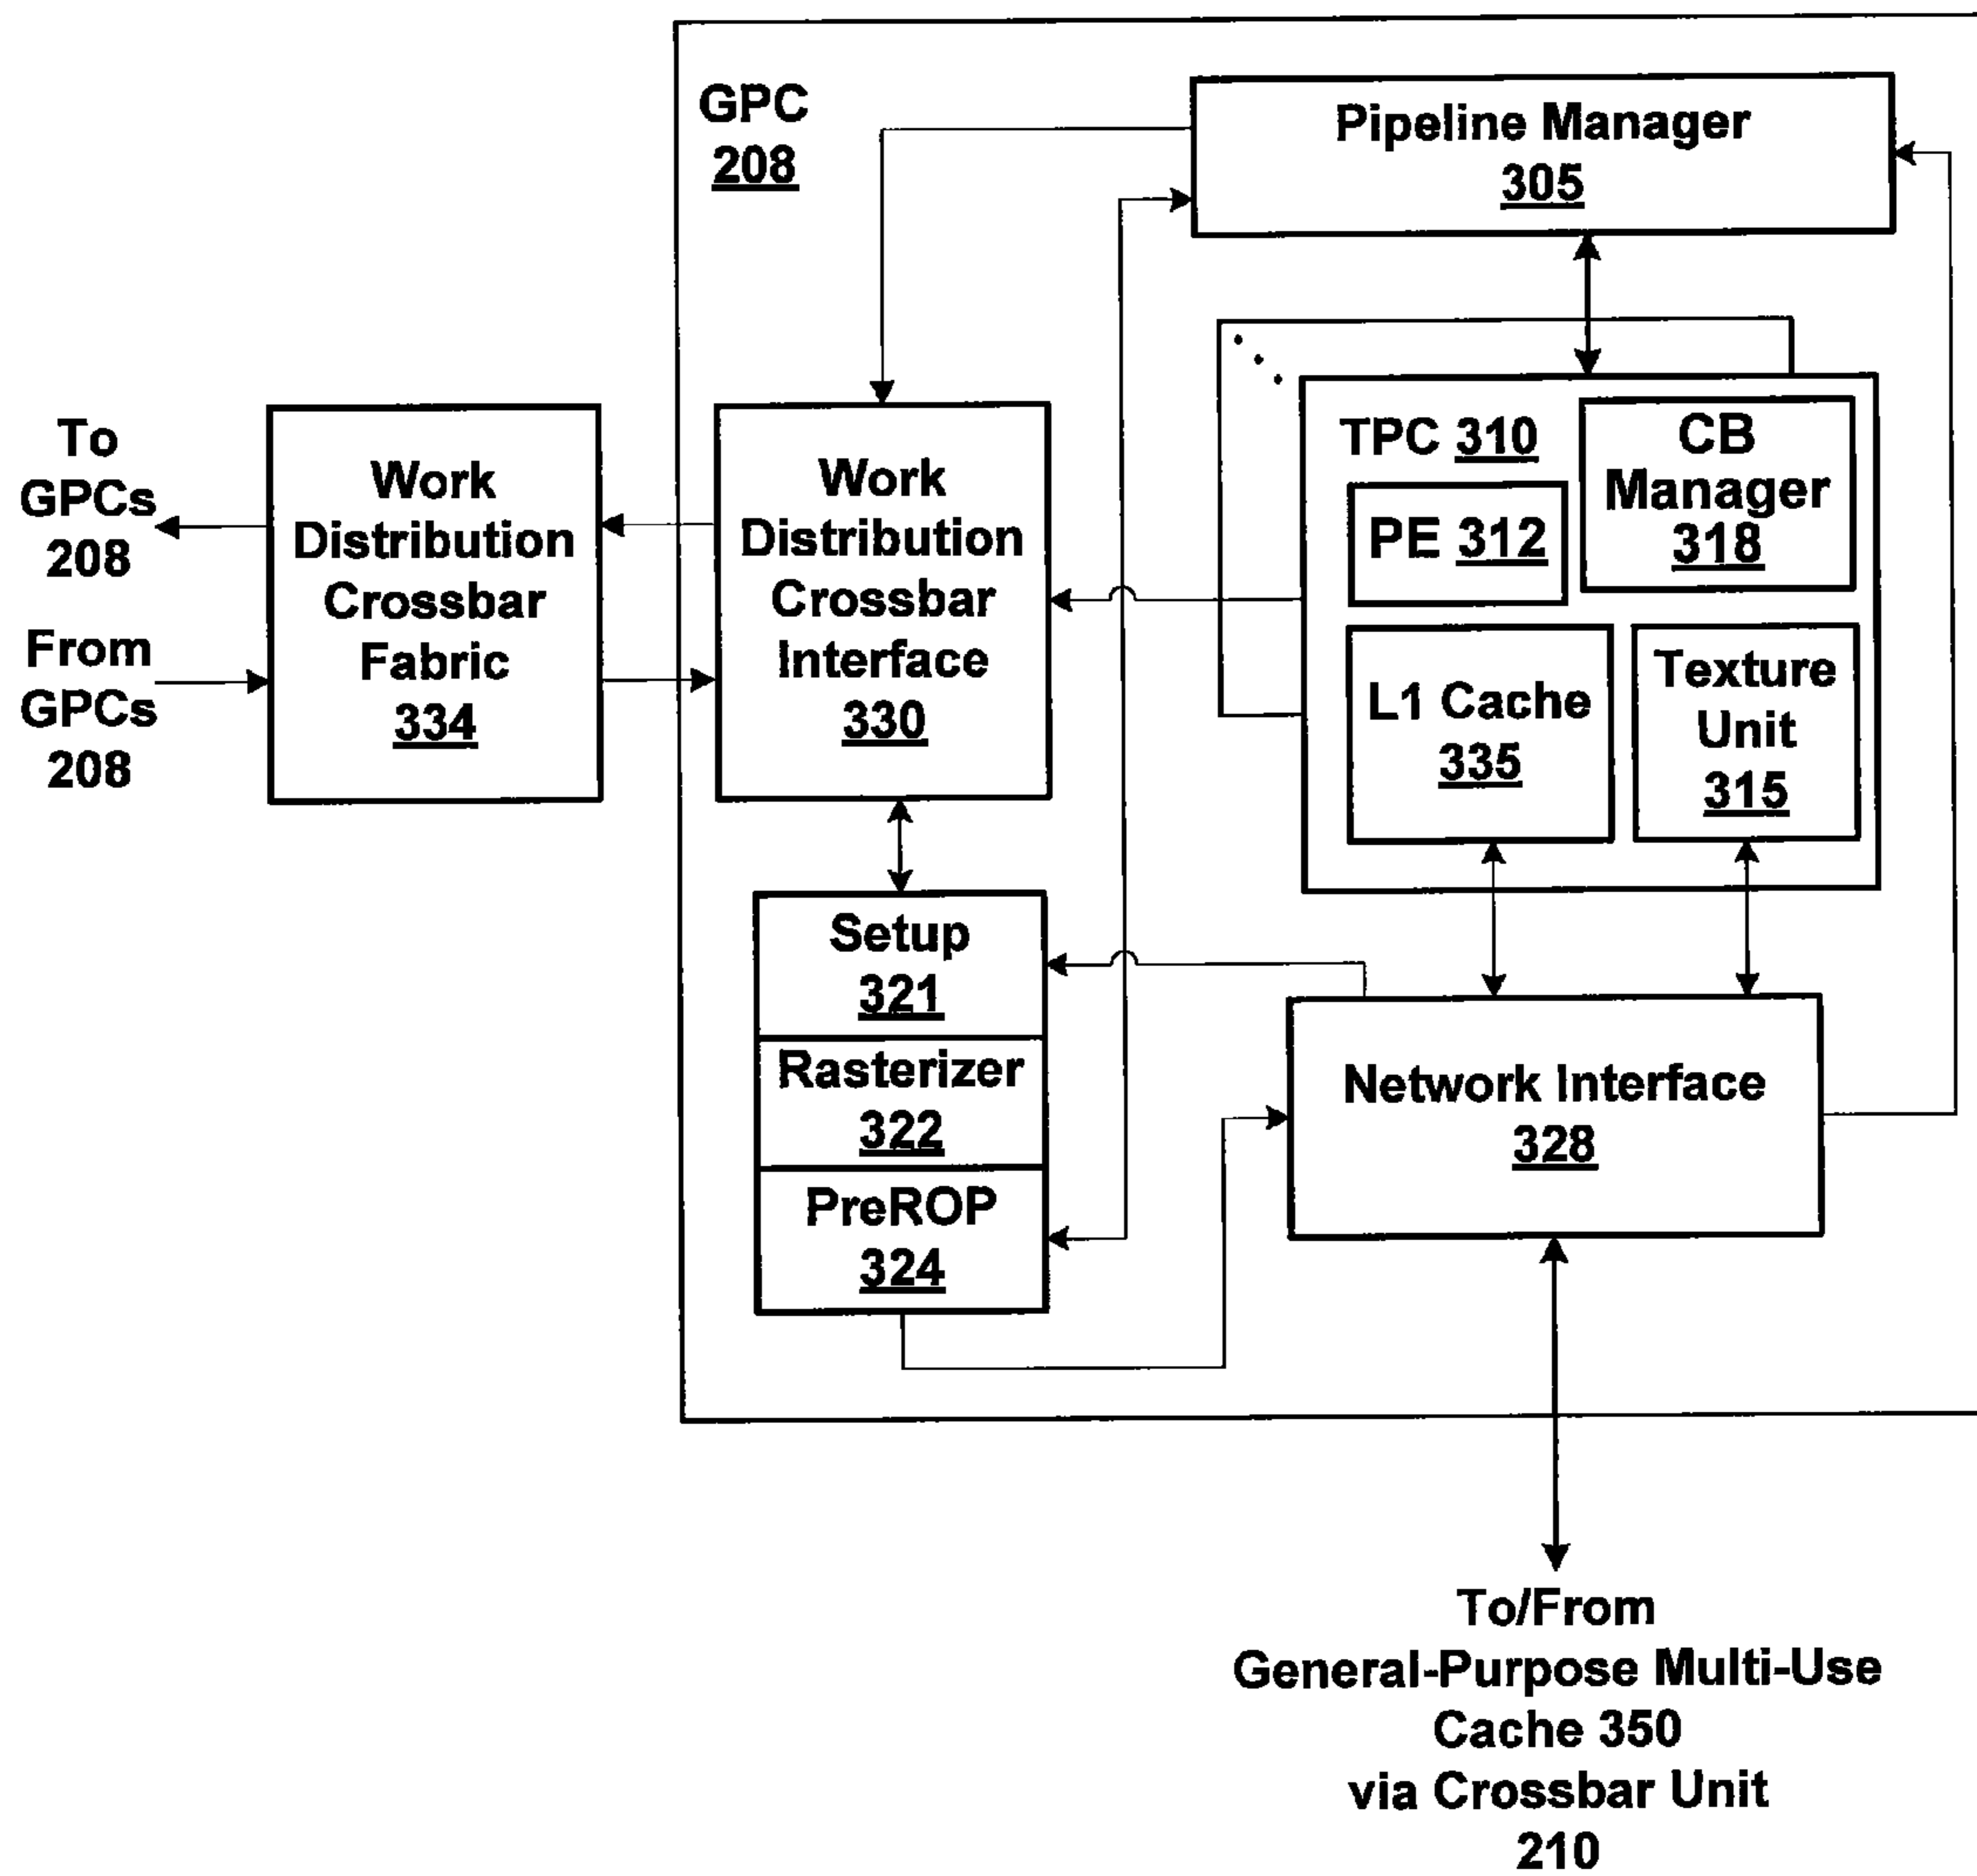 GPC
208
Pipeline Manager
305
To
GPCs
208
From
GPCs
208
Work
Distribution
Crossbar
Fabric
334
Work
Distribution
Crossbar
Interface
330
TPC 310
CB
Manager
318
PE 312
L1 Cache
335
Texture
Unit
315
Setup
321
Rasterizer
322
PreROP
324
Network Interface
328
To/From
General-Purpose Multi-Use
Cache 350
via Crossbar Unit
210